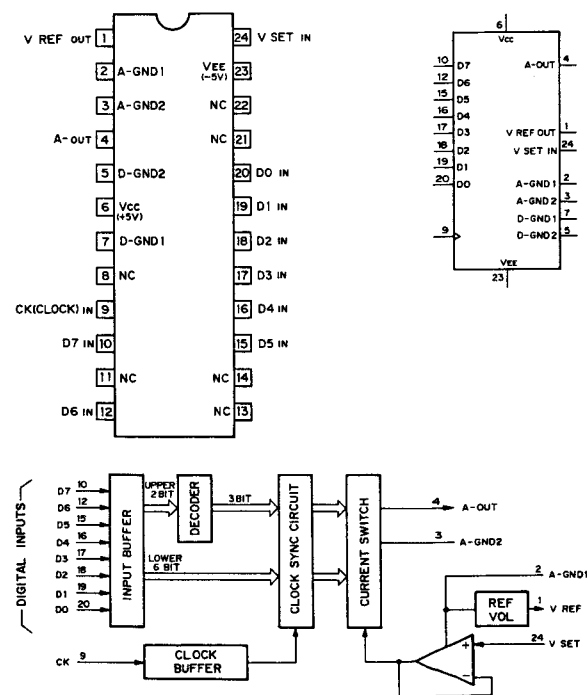 V REF OUT 1
2 A-GND1
3 A-GND2
A-OUT 4
5 D-GND2
6 VCC
(+5V)
7 D-GND1
8 NC
CK(CLOCK) IN 9
D7 IN 10
11 NC
D6 IN 12
24 V SET IN
VEE 23
(-5V)
NC 22
NC 21
20 D0 IN
19 D1 IN
18 D2 IN
17 D3 IN
16 D4 IN
15 D5 IN
NC 14
NC 13
6
VCC
10 D7
12 D6
15 D5
16 D4
17 D3
18 D2
19 D1
20 D0
9
A-OUT 4
V REF OUT 1
V SET IN 24
A-GND1 2
A-GND2 3
D-GND1 7
D-GND2 5
VEE
23
DIGITAL INPUTS
D7 10
D6 12
D5 15
D4 16
D3 17
D2 18
D1 19
D0 20
INPUT BUFFER
UPPER
2 BIT
DECODER
3 BIT
LOWER
6 BIT
CLOCK SYNC CIRCUIT
CURRENT SWITCH
4 A-OUT
3 A-GND2
2 A-GND1
REF
VOL
1 V REF
24 V SET
+
-
CK 9
CLOCK
BUFFER